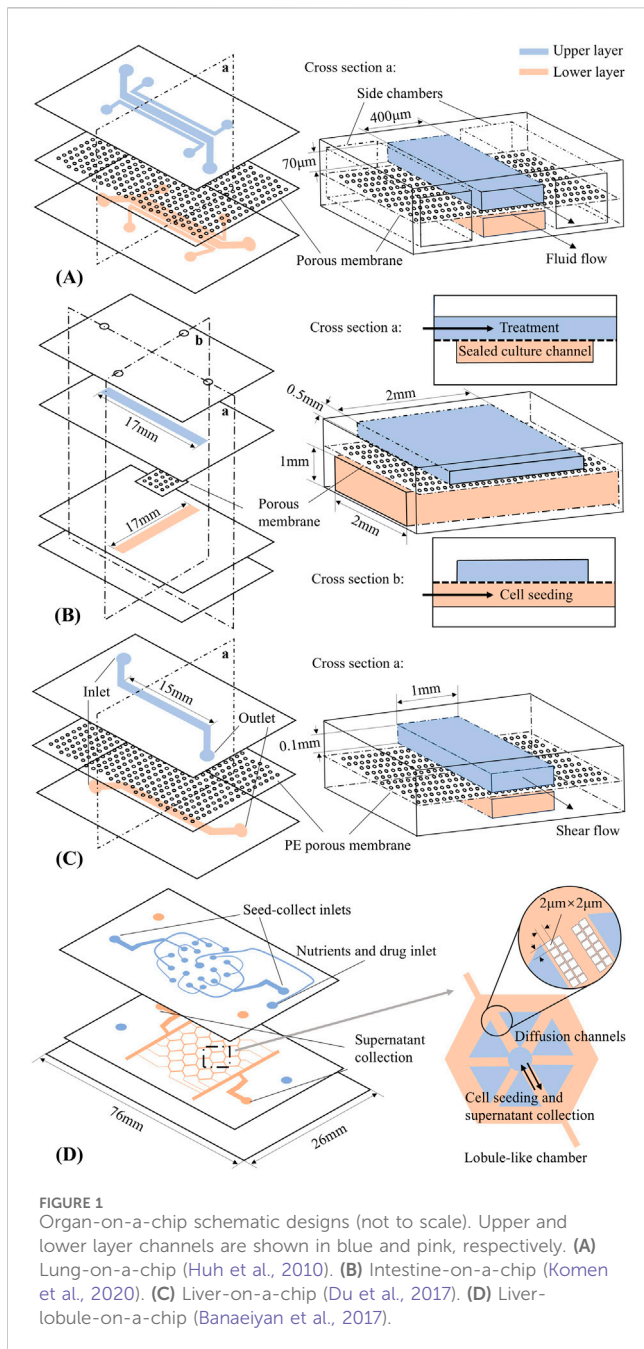 a
Cross section a:
Upper layer
Lower layer
Side chambers
400μm
70μm
Porous membrane
Fluid flow
(A)
b
a
17mm
Porous
membrane
17mm
(B)
Cross section a:
Treatment
Sealed culture channel
0.5mm
2mm
1mm
2mm
Cross section b:
Cell seeding
a
15mm
Inlet
Outlet
PE porous membrane
(C)
Cross section a:
1mm
0.1mm
Shear flow
Seed-collect inlets
Nutrients and drug inlet
Supernatant
collection
76mm
26mm
(D)
2μm×2μm
Diffusion channels
Cell seeding and
supernatant collection
Lobule-like chamber
FIGURE 1
Organ-on-a-chip schematic designs (not to scale). Upper and
lower layer channels are shown in blue and pink, respectively. (A)
Lung-on-a-chip (Huh et al., 2010). (B) Intestine-on-a-chip (Komen
et al., 2020). (C) Liver-on-a-chip (Du et al., 2017). (D) Liver-
lobule-on-a-chip (Banaeiyan et al., 2017).